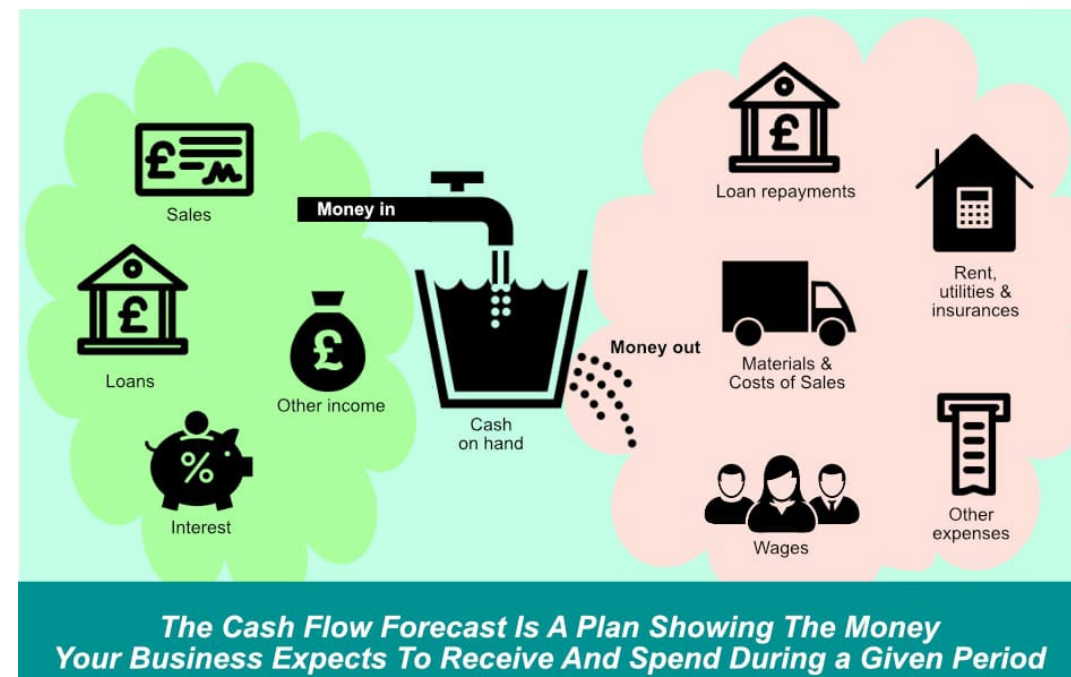 Sales
Money in
Loans
Other income
Interest
Cash
on hand
Money out
Loan repayments
Rent,
utilities &
insurances
Materials &
Costs of Sales
Wages
Other
expenses
The Cash Flow Forecast Is A Plan Showing The Money
Your Business Expects To Receive And Spend During a Given Period
£
£
£
%
£